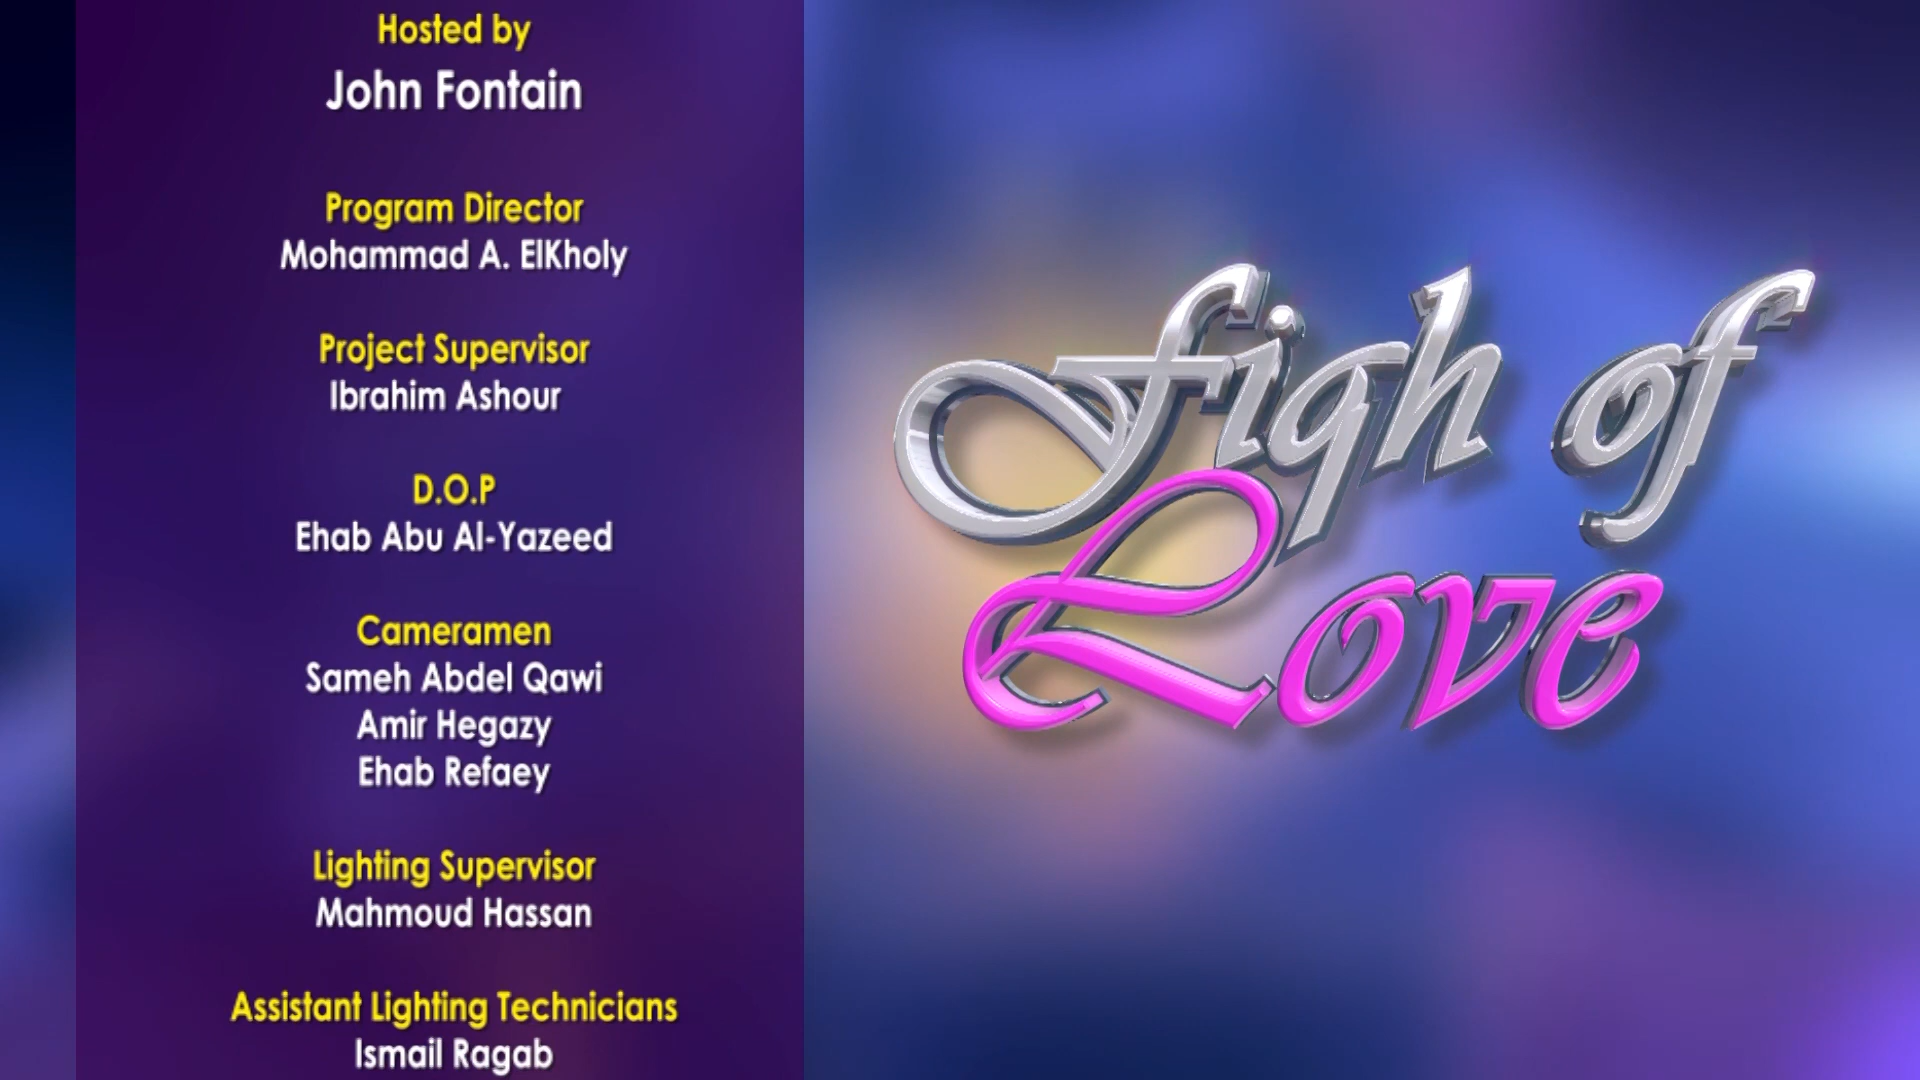 Hosted by
John Fontain
Program Director
Mohammad A. ElKholy
Project Supervisor
Ibrahim Ashour
D.O.P
Ehab Abu Al-Yazeed
Cameramen
Sameh Abdel Qawi
Amir Hegazy
Ehab Refaey
Lighting Supervisor
Mahmoud Hassan
Assistant Lighting Technicians
Ismail Ragab
Fiqh of
Love